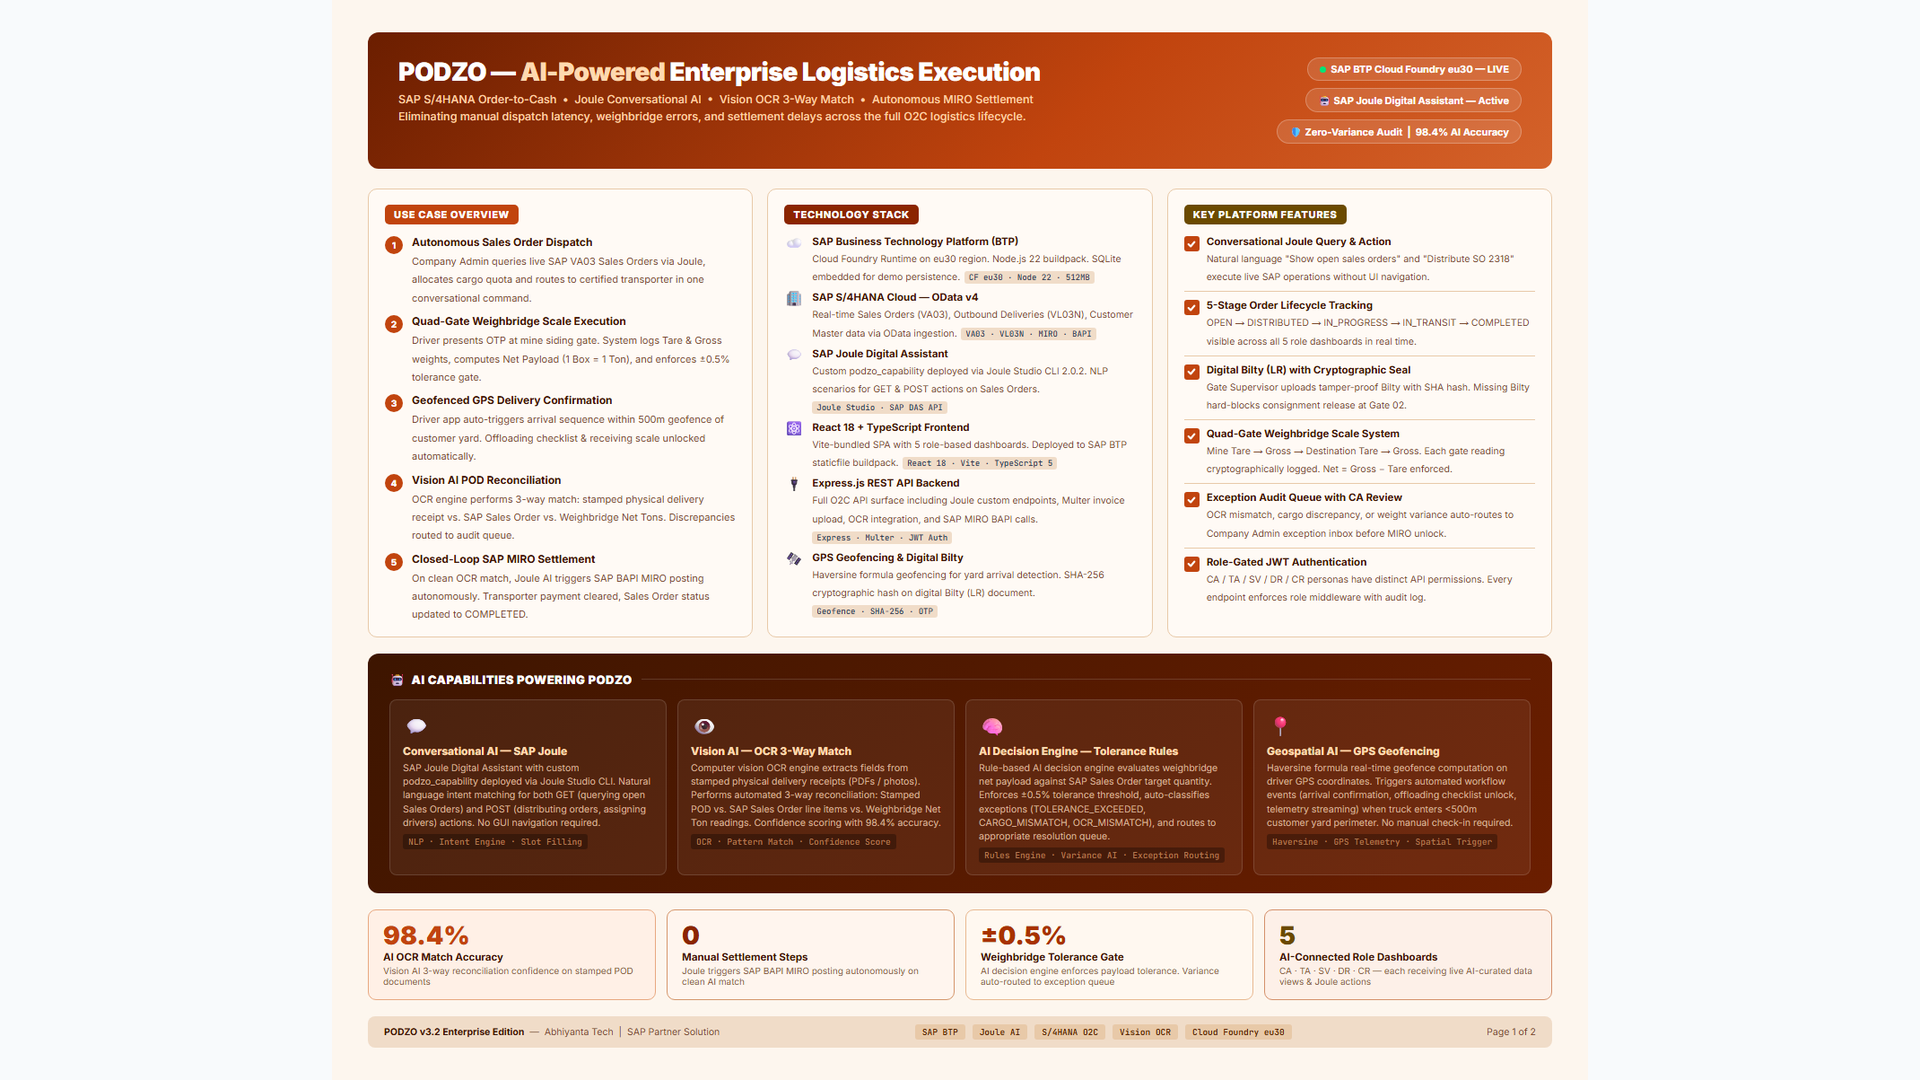 PODZO — AI-Powered Enterprise Logistics Execution
SAP S/4HANA Order-to-Cash • Joule Conversational AI • Vision OCR 3-Way Match • Autonomous MIRO Settlement
Eliminating manual dispatch latency, weighbridge errors, and settlement delays across the full O2C logistics lifecycle.
SAP BTP Cloud Foundry eu30 — LIVE
SAP Joule Digital Assistant — Active
Zero-Variance Audit | 98.4% AI Accuracy
USE CASE OVERVIEW
1 Autonomous Sales Order Dispatch
Company Admin queries live SAP VA03 Sales Orders via Joule,
allocates cargo quota and routes to certified transporter in one
conversational command.
2 Quad-Gate Weighbridge Scale Execution
Driver presents OTP at mine siding gate. System logs Tare & Gross
weights, computes Net Payload (1 Box = 1 Ton), and enforces ±0.5%
tolerance gate.
3 Geofenced GPS Delivery Confirmation
Driver app auto-triggers arrival sequence within 500m geofence of
customer yard. Offloading checklist & receiving scale unlocked
automatically.
4 Vision AI POD Reconciliation
OCR engine performs 3-way match: stamped physical delivery
receipt vs. SAP Sales Order vs. Weighbridge Net Tons. Discrepancies
routed to audit queue.
5 Closed-Loop SAP MIRO Settlement
On clean OCR match, Joule AI triggers SAP BAPI MIRO posting
autonomously. Transporter payment cleared, Sales Order status
updated to COMPLETED.
TECHNOLOGY STACK
SAP Business Technology Platform (BTP)
Cloud Foundry Runtime on eu30 region. Node.js 22 buildpack. SQLite
embedded for demo persistence. CF eu30 · Node 22 · 512MB
SAP S/4HANA Cloud — OData v4
Real-time Sales Orders (VA03), Outbound Deliveries (VL03N), Customer
Master data via OData ingestion. VA03 · VL03N · MIRO · BAPI
SAP Joule Digital Assistant
Custom podzo_capability deployed via Joule Studio CLI 2.0.2. NLP
scenarios for GET & POST actions on Sales Orders.
Joule Studio · SAP DAS API
React 18 + TypeScript Frontend
Vite-bundled SPA with 5 role-based dashboards. Deployed to SAP BTP
staticfile buildpack. React 18 · Vite · TypeScript 5
Express.js REST API Backend
Full O2C API surface including Joule custom endpoints, Multer invoice
upload, OCR integration, and SAP MIRO BAPI calls.
Express · Multer · JWT Auth
GPS Geofencing & Digital Bilty
Haversine formula geofencing for yard arrival detection. SHA-256
cryptographic hash on digital Bilty (LR) document.
Geofence · SHA-256 · OTP
KEY PLATFORM FEATURES
Conversational Joule Query & Action
Natural language "Show open sales orders" and "Distribute SO 2318"
execute live SAP operations without UI navigation.
5-Stage Order Lifecycle Tracking
OPEN → DISTRIBUTED → IN_PROGRESS → IN_TRANSIT → COMPLETED
visible across all 5 role dashboards in real time.
Digital Bilty (LR) with Cryptographic Seal
Gate Supervisor uploads tamper-proof Bilty with SHA hash. Missing Bilty
hard-blocks consignment release at Gate 02.
Quad-Gate Weighbridge Scale System
Mine Tare → Gross → Destination Tare → Gross. Each gate reading
cryptographically logged. Net = Gross − Tare enforced.
Exception Audit Queue with CA Review
OCR mismatch, cargo discrepancy, or weight variance auto-routes to
Company Admin exception inbox before MIRO unlock.
Role-Gated JWT Authentication
CA / TA / SV / DR / CR personas have distinct API permissions. Every
endpoint enforces role middleware with audit log.
AI CAPABILITIES POWERING PODZO
Conversational AI — SAP Joule
SAP Joule Digital Assistant with custom
podzo_capability deployed via Joule Studio CLI. Natural
language intent matching for both GET (querying open
Sales Orders) and POST (distributing orders, assigning
drivers) actions. No GUI navigation required.
NLP · Intent Engine · Slot Filling
Vision AI — OCR 3-Way Match
Computer vision OCR engine extracts fields from
stamped physical delivery receipts (PDFs / photos).
Performs automated 3-way reconciliation: Stamped
POD vs. SAP Sales Order line items vs. Weighbridge Net
Ton readings. Confidence scoring with 98.4% accuracy.
OCR · Pattern Match · Confidence Score
AI Decision Engine — Tolerance Rules
Rule-based AI decision engine evaluates weighbridge
net payload against SAP Sales Order target quantity.
Enforces ±0.5% tolerance threshold, auto-classifies
exceptions (TOLERANCE_EXCEEDED,
CARGO_MISMATCH, OCR_MISMATCH), and routes to
appropriate resolution queue.
Rules Engine · Variance AI · Exception Routing
Geospatial AI — GPS Geofencing
Haversine formula real-time geofence computation on
driver GPS coordinates. Triggers automated workflow
events (arrival confirmation, offloading checklist unlock,
telemetry streaming) when truck enters <500m
customer yard perimeter. No manual check-in required.
Haversine · GPS Telemetry · Spatial Trigger
98.4%
AI OCR Match Accuracy
Vision AI 3-way reconciliation confidence on stamped POD
documents
0
Manual Settlement Steps
Joule triggers SAP BAPI MIRO posting autonomously on
clean AI match
±0.5%
Weighbridge Tolerance Gate
AI decision engine enforces payload tolerance. Variance
auto-routed to exception queue
5
AI-Connected Role Dashboards
CA · TA · SV · DR · CR — each receiving live AI-curated data
views & Joule actions
PODZO v3.2 Enterprise Edition — Abhiyanta Tech | SAP Partner Solution
SAP BTP Joule AI S/4HANA O2C Vision OCR Cloud Foundry eu30
Page 1 of 2